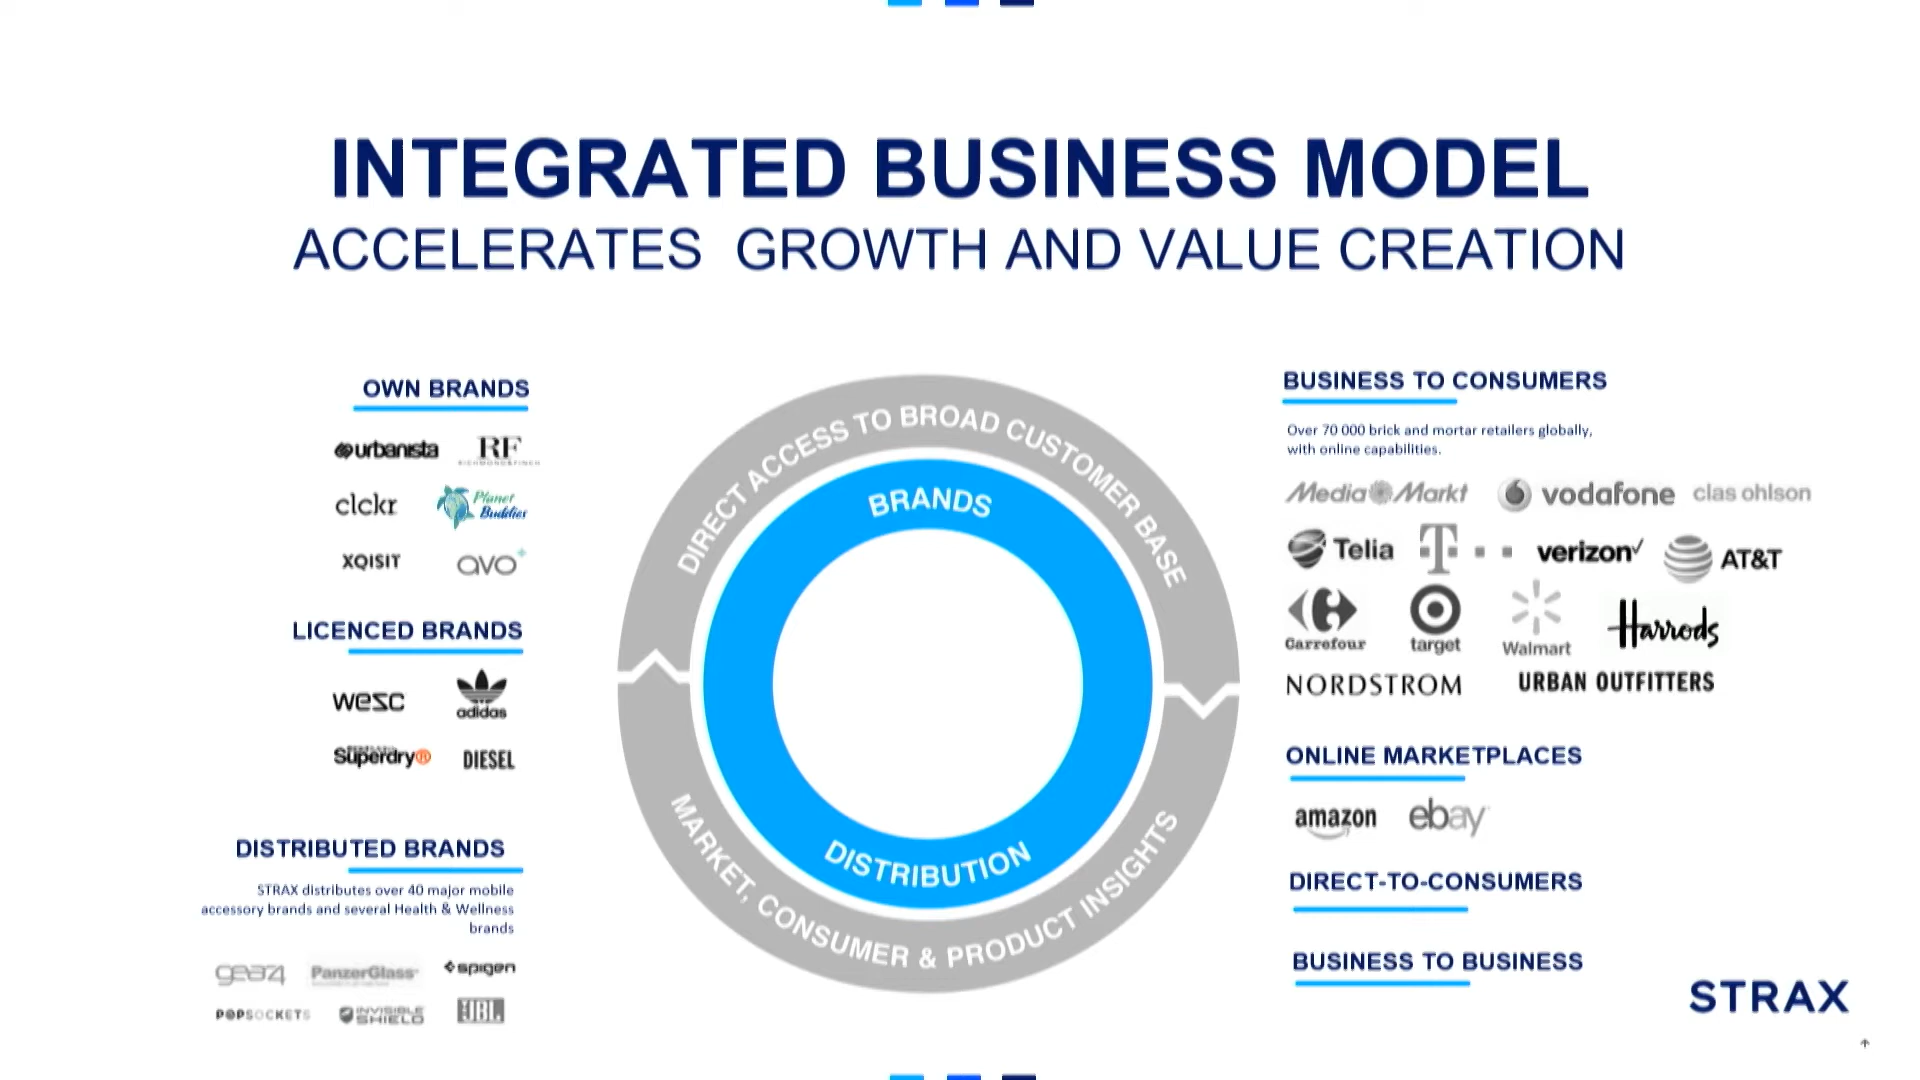 INTEGRATED BUSINESS MODEL
ACCELERATES GROWTH AND VALUE CREATION
OWN BRANDS
urbanista RF
RICHMOND&FINCH
clckr Planet
Buddies
XQISIT avo+
LICENCED BRANDS
wesc adidas
Superdry® DIESEL
DISTRIBUTED BRANDS
STRAX distributes over 40 major mobile
accessory brands and several Health & Wellness
brands
gear4 PanzerGlass spigen
POPSOCKETS INVISIBLE
SHIELD JBL
DIRECT ACCESS TO BROAD CUSTOMER BASE
BRANDS
DISTRIBUTION
MARKET, CONSUMER & PRODUCT INSIGHTS
BUSINESS TO CONSUMERS
Over 70 000 brick and mortar retailers globally,
with online capabilities.
Media Markt vodafone clas ohlson
Telia T verizon AT&T
Carrefour target Walmart Harrods
NORDSTROM URBAN OUTFITTERS
ONLINE MARKETPLACES
amazon ebay
DIRECT-TO-CONSUMERS
BUSINESS TO BUSINESS
STRAX